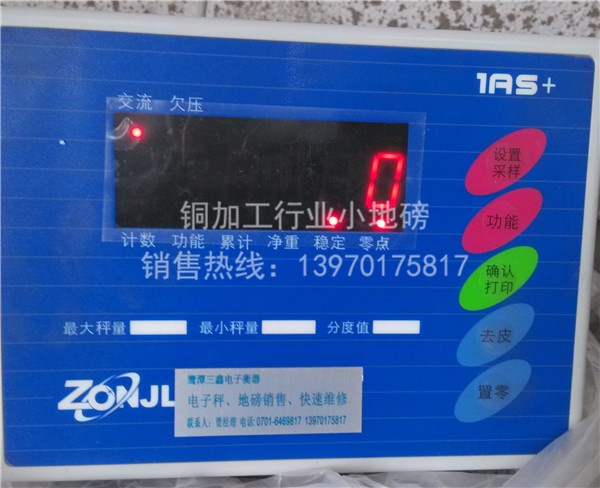 1AS+
交流 欠压
设置
采样
0
功能
铜加工行业小地磅
计数 功能 累计 净重 稳定 零点
确认
打印
销售热线：13970175817
最大秤量 最小秤量 分度值
去皮
置零
ZONJL
鹰潭三鑫电子衡器
电子秤、地磅销售、快速维修
联系人：贺经理 电话:0701-6469817 13970175817